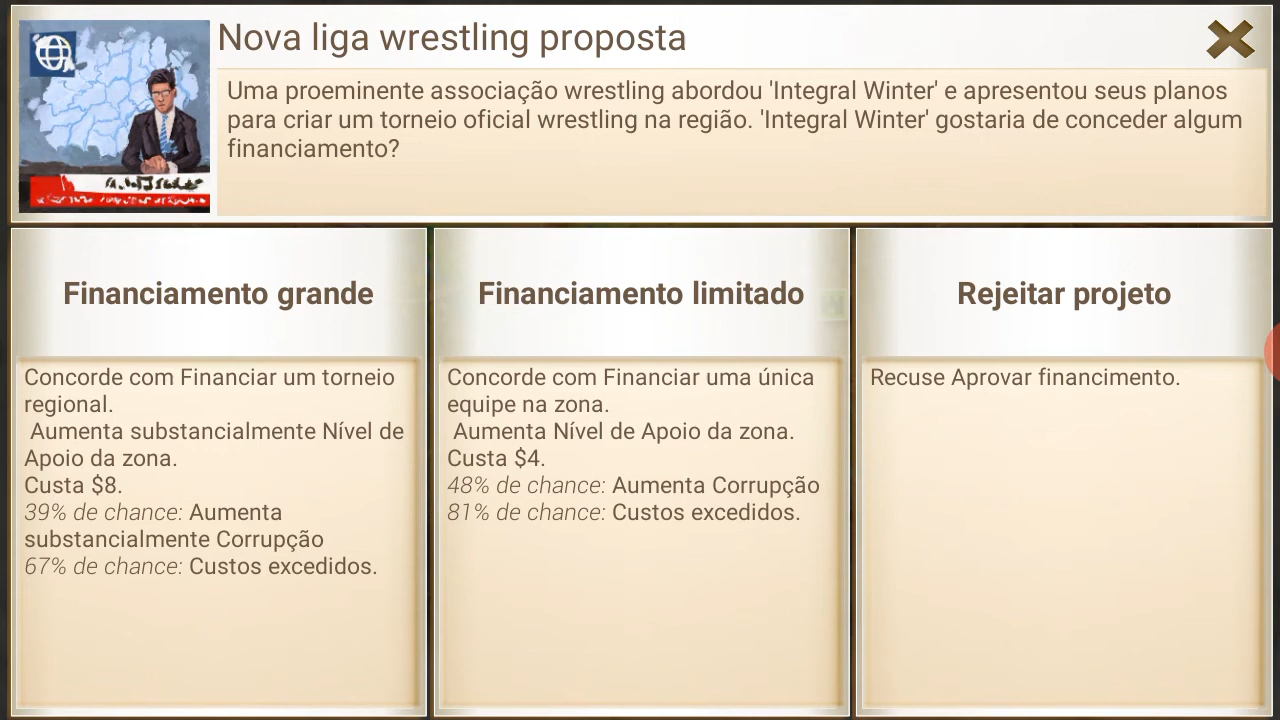 Nova liga wrestling proposta
Uma proeminente associação wrestling abordou 'Integral Winter' e apresentou seus planos
para criar um torneio oficial wrestling na região. 'Integral Winter' gostaria de conceder algum
financiamento?
Financiamento grande
Concorde com Financiar um torneio
regional.
Aumenta substancialmente Nível de
Apoio da zona.
Custa $8.
39% de chance: Aumenta
substancialmente Corrupção
67% de chance: Custos excedidos.
Financiamento limitado
Concorde com Financiar uma única
equipe na zona.
Aumenta Nível de Apoio da zona.
Custa $4.
48% de chance: Aumenta Corrupção
81% de chance: Custos excedidos.
Rejeitar projeto
Recuse Aprovar financimento.